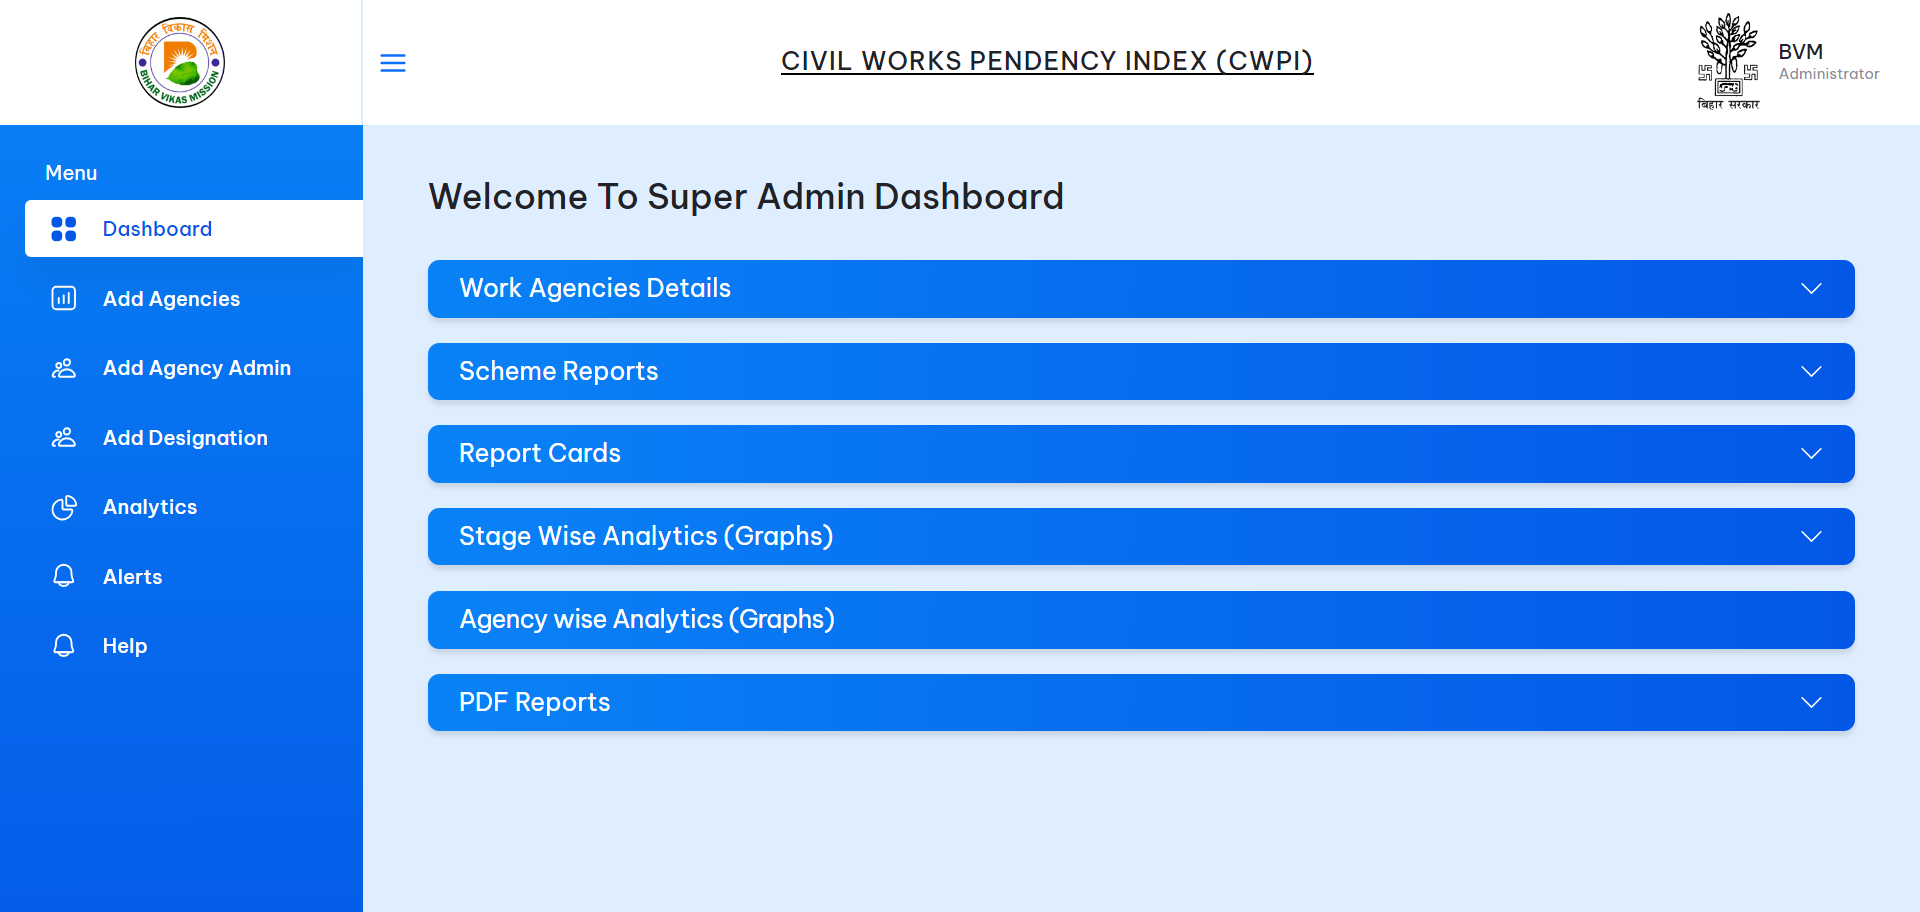 बिहार विकास मिशन
BIHAR VIKAS MISSION
CIVIL WORKS PENDENCY INDEX (CWPI)
बिहार सरकार
BVM
Administrator
Menu
Dashboard
Add Agencies
Add Agency Admin
Add Designation
Analytics
Alerts
Help
Welcome To Super Admin Dashboard
Work Agencies Details
Scheme Reports
Report Cards
Stage Wise Analytics (Graphs)
Agency wise Analytics (Graphs)
PDF Reports